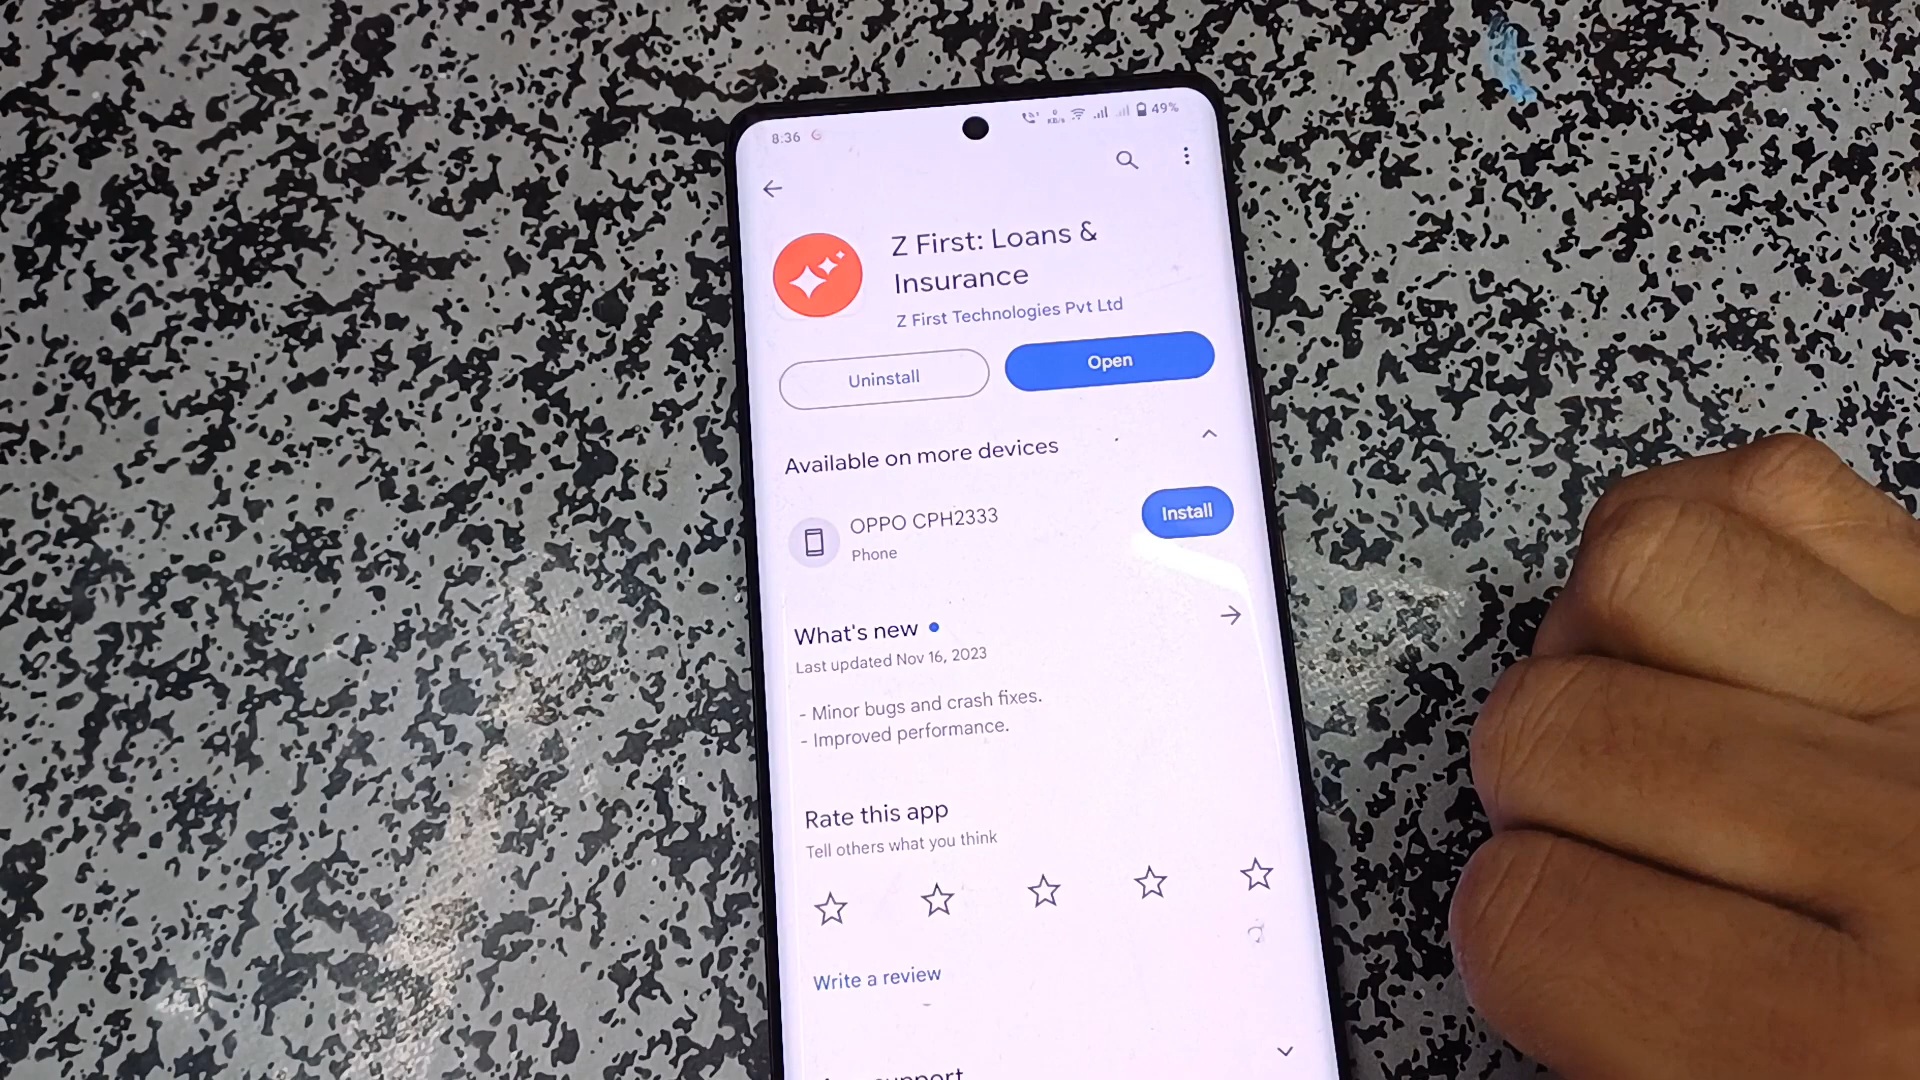 8:36
KB/s
49%
Z First: Loans &
Insurance
Z First Technologies Pvt Ltd
Uninstall
Open
Available on more devices
OPPO CPH2333
Phone
Install
What's new
Last updated Nov 16, 2023
- Minor bugs and crash fixes.
- Improved performance.
Rate this app
Tell others what you think
Write a review
support